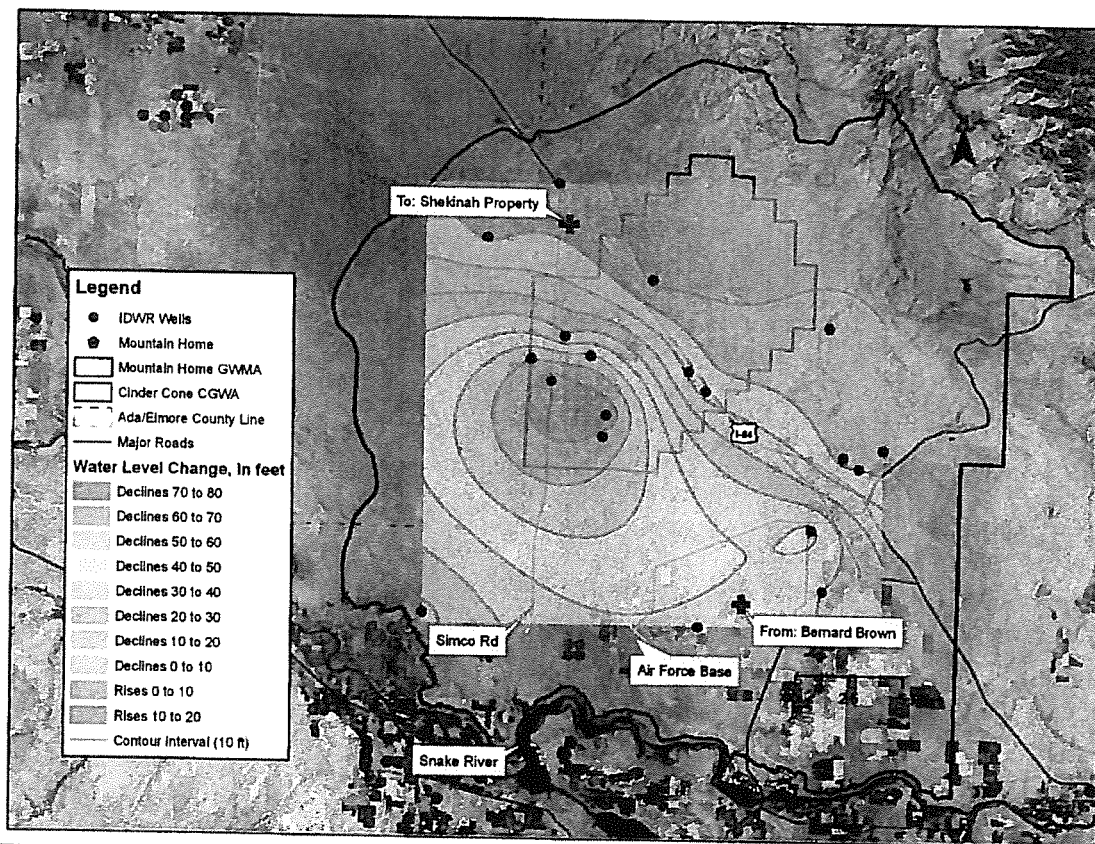 To: Shekinah Property
Legend
IDWR Wells
Mountain Home
Mountain Home GWMA
Cinder Cone CGWA
Ada/Elmore County Line
Major Roads
Water Level Change, In feet
Declines 70 to 80
Declines 60 to 70
Declines 50 to 60
Declines 40 to 50
Declines 30 to 40
Declines 20 to 30
Declines 10 to 20
Declines 0 to 10
Rises 0 to 10
Rises 10 to 20
Contour Interval (10 ft)
I-84
Simco Rd
From: Bernard Brown
Air Force Base
Snake River